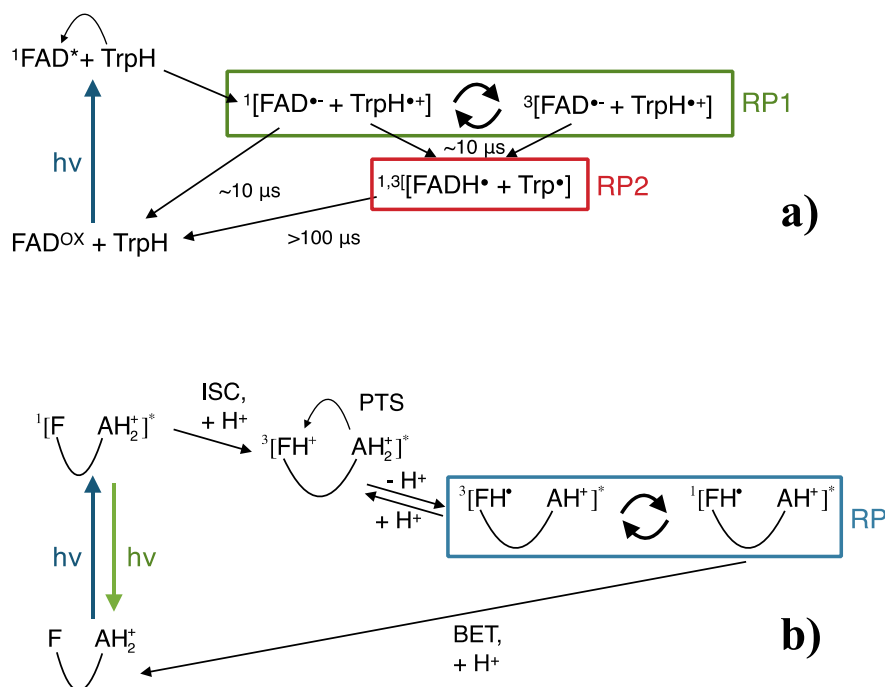 ¹FAD* + TrpH
¹[FAD•- + TrpH•+]
³[FAD•- + TrpH•+]
RP1
hν
~10 µs
~10 µs
¹,³[[FADH• + Trp•]
RP2
FADᴼˣ + TrpH
>100 µs
a)
ISC,
+ H⁺
PTS
¹[F AH₂⁺]*
³[FH⁺ AH₂⁺]*
- H⁺
+ H⁺
³[FH• AH⁺]*
¹[FH• AH⁺]*
RP
hν
hν
F AH₂⁺
BET,
+ H⁺
b)